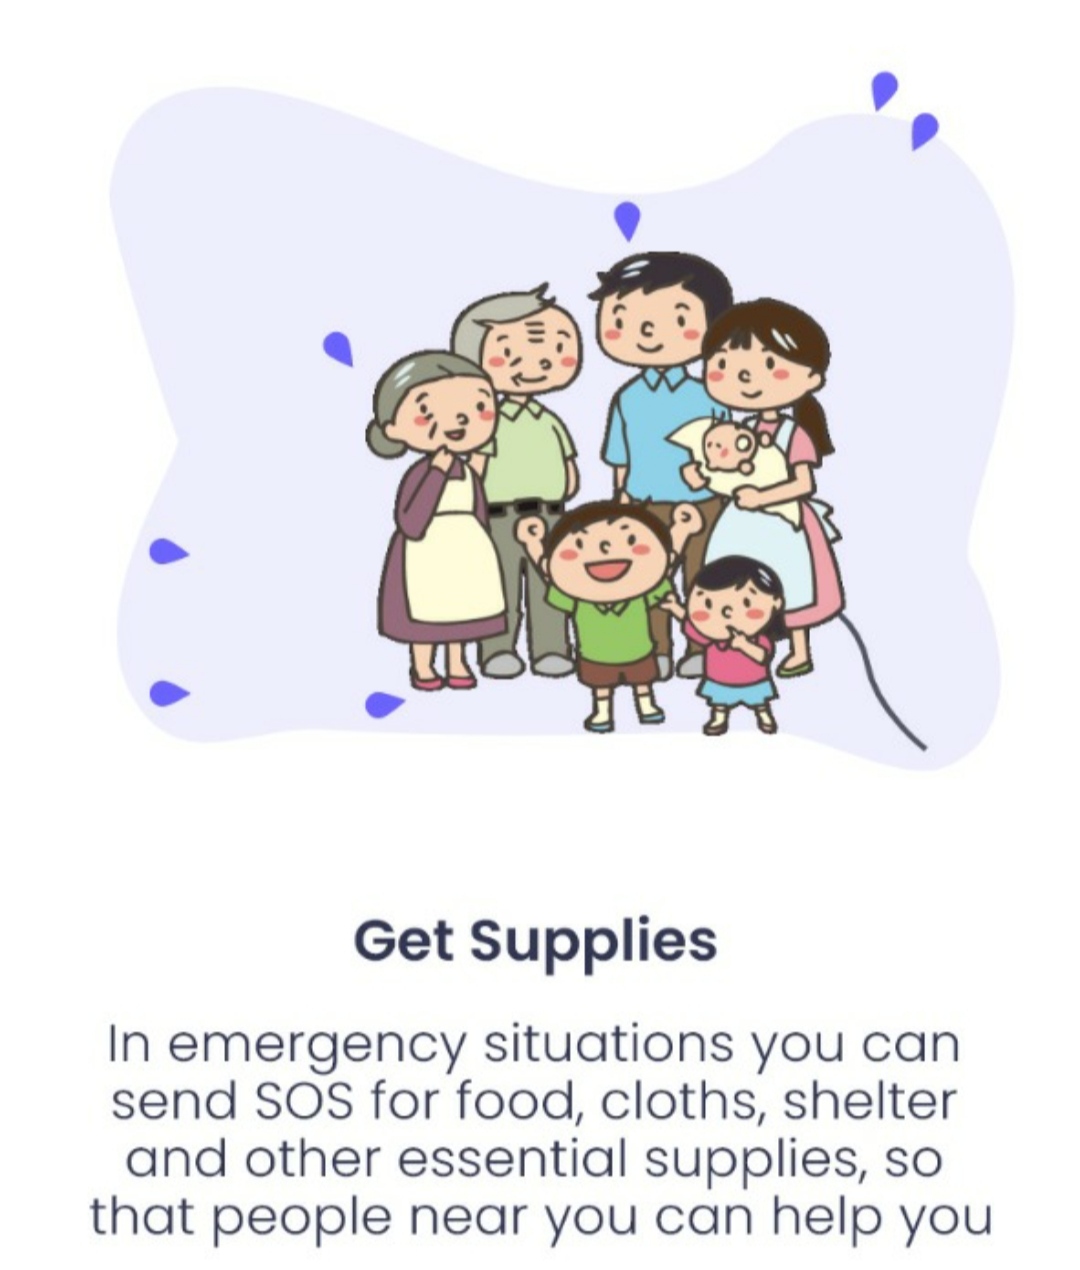 Get Supplies
In emergency situations you can
send SOS for food, cloths, shelter
and other essential supplies, so
that people near you can help you